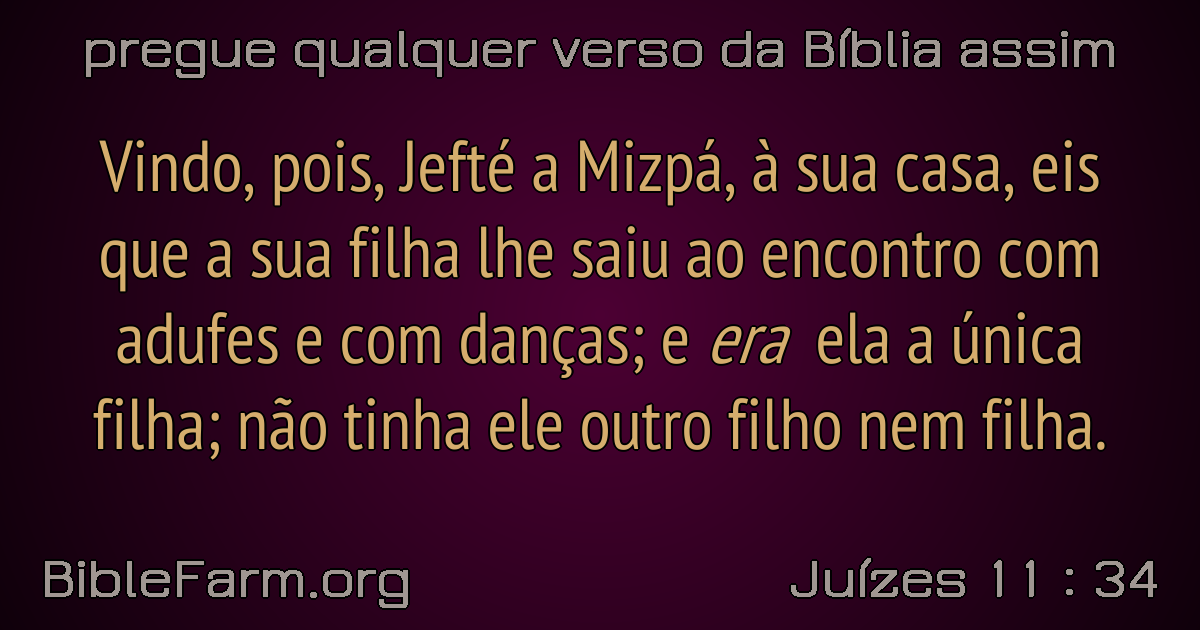 pregue qualquer verso da Bíblia assim
Vindo, pois, Jefté a Mizpá, à sua casa, eis
que a sua filha lhe saiu ao encontro com
adufes e com danças; e era ela a única
filha; não tinha ele outro filho nem filha.
BibleFarm.org
Juízes 11 : 34